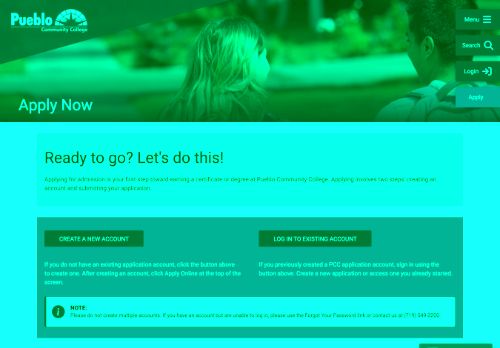 Pueblo
Community College
Menu
Search
Login
Apply
Apply Now
Ready to go? Let's do this!
Applying for admission is your first step toward earning a certificate or degree at Pueblo Community College. Applying involves two steps: creating an
account and submitting your application.
CREATE A NEW ACCOUNT
LOG IN TO EXISTING ACCOUNT
If you do not have an existing application account, click the button above
to create one. After creating an account, click Apply Online at the top of the
screen.
If you previously created a PCC application account, sign in using the
button above. Create a new application or access one you already started.
NOTE:
Please do not create multiple accounts. If you have an account but are unable to log in, please use the Forgot Your Password link or contact us at (719) 549-3200.